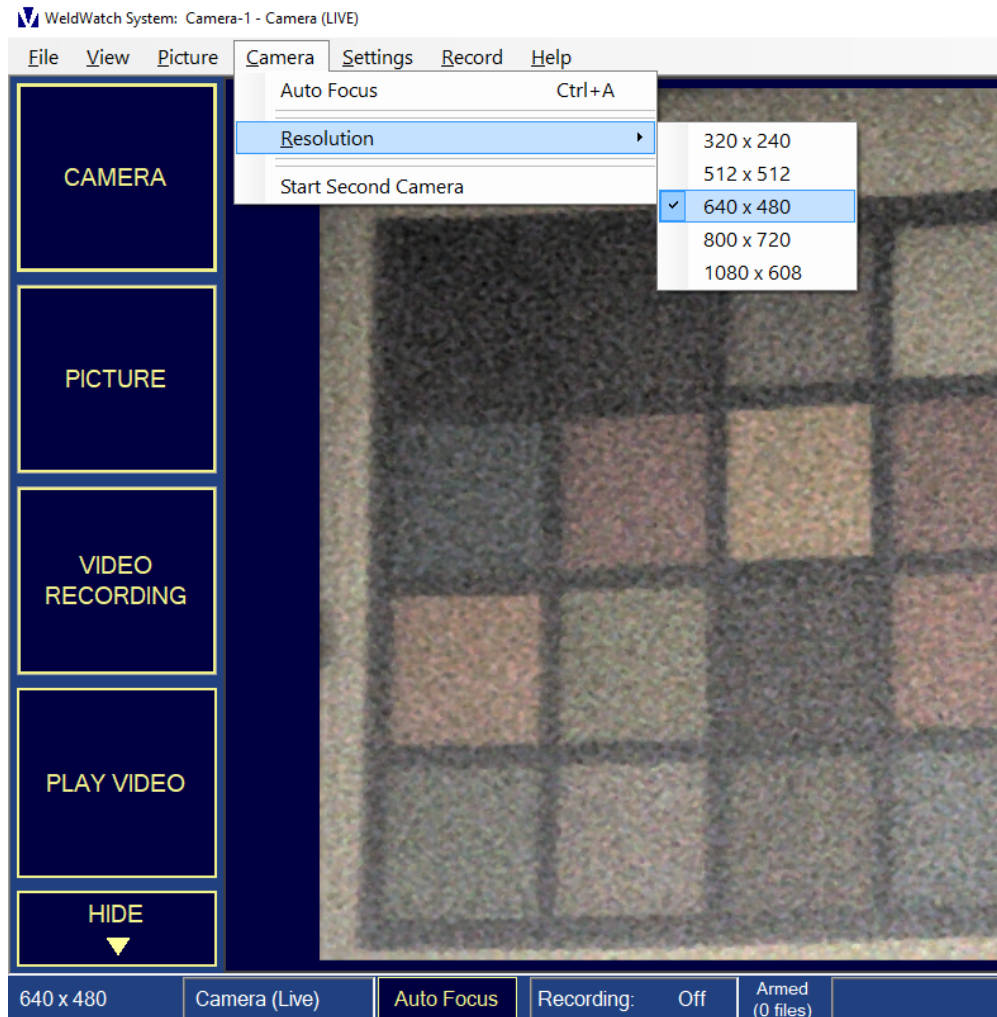 WeldWatch System: Camera-1 - Camera (LIVE)
File View Picture Camera Settings Record Help
Auto Focus Ctrl+A
Resolution
Start Second Camera
320 x 240
512 x 512
640 x 480
800 x 720
1080 x 608
CAMERA
PICTURE
VIDEO
RECORDING
PLAY VIDEO
HIDE
640 x 480 Camera (Live) Auto Focus Recording: Off Armed
(0 files)